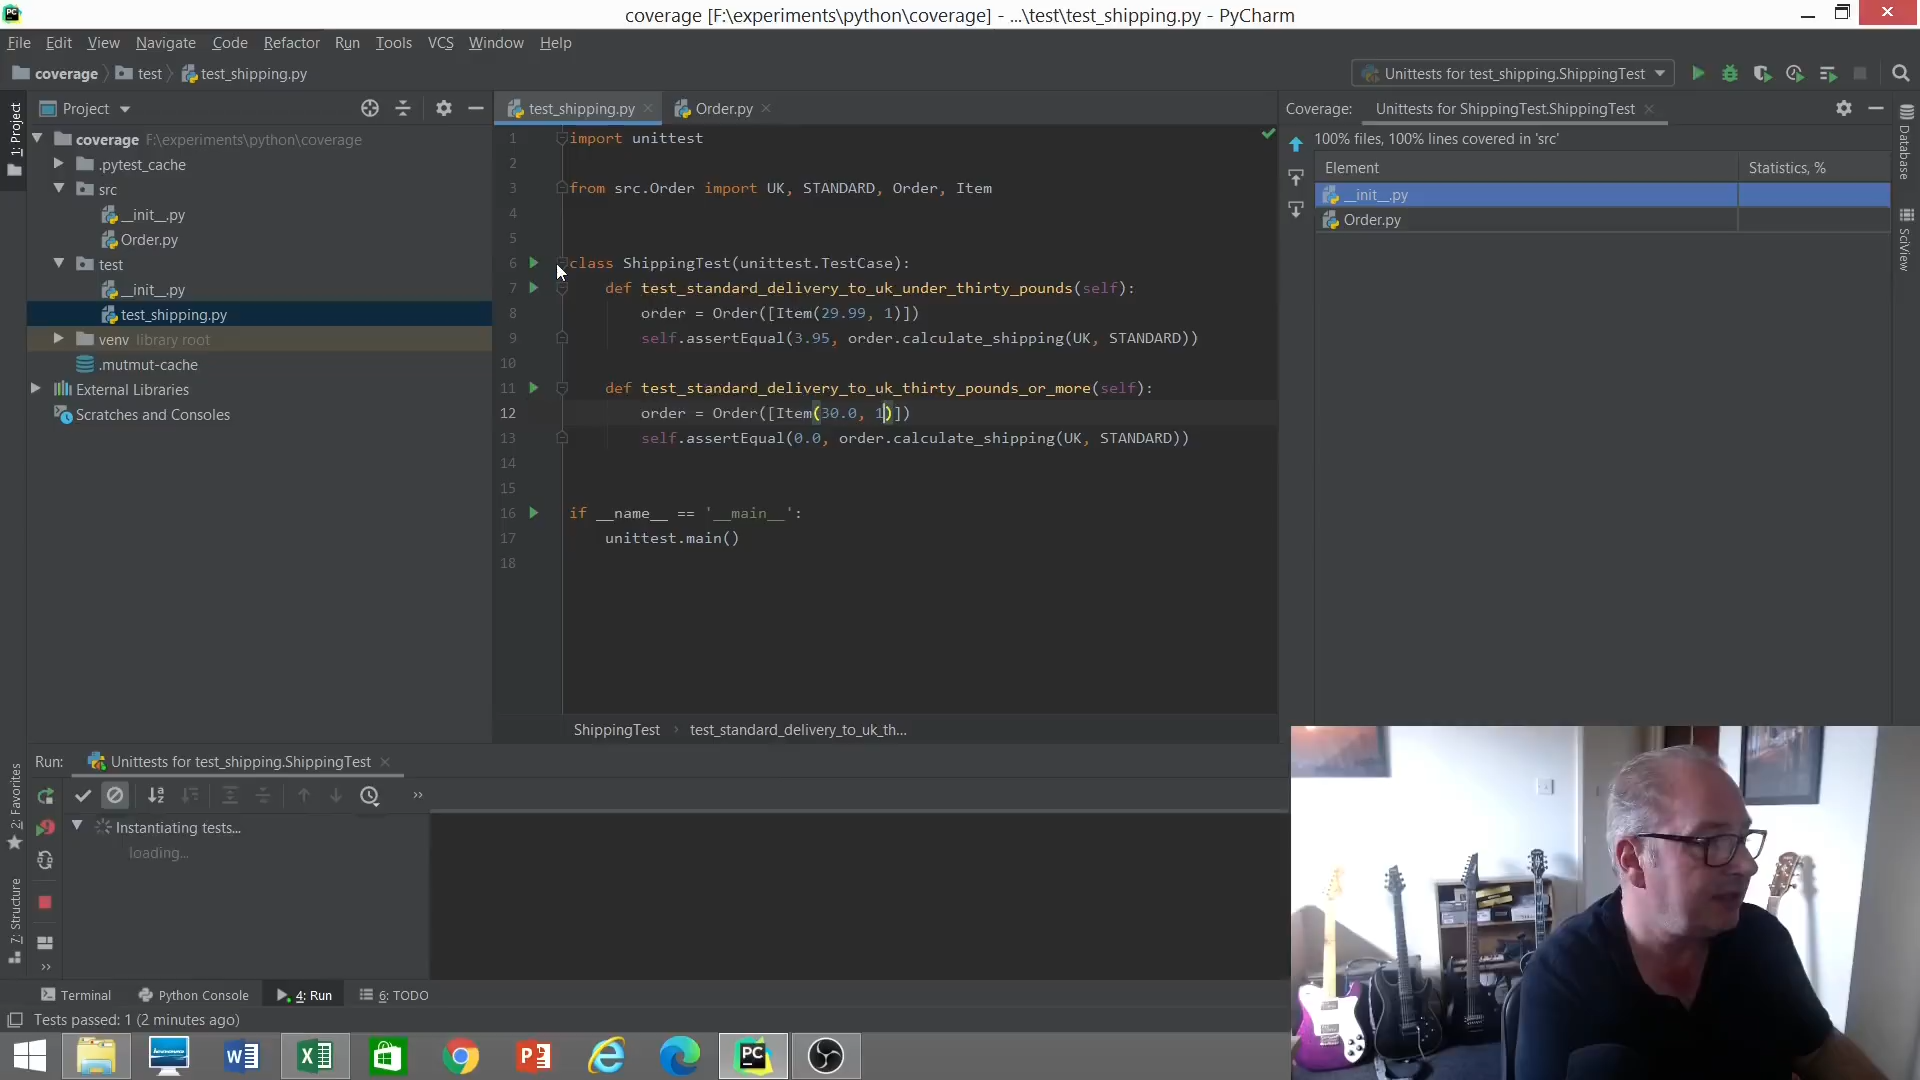 coverage [F:\experiments\python\coverage] - ...\test\test_shipping.py - PyCharm
File Edit View Navigate Code Refactor Run Tools VCS Window Help
coverage test test_shipping.py
Unittests for test_shipping.ShippingTest
1: Project
Project
coverage F:\experiments\python\coverage
.pytest_cache
src
__init__.py
Order.py
test
__init__.py
test_shipping.py
venv library root
.mutmut-cache
External Libraries
Scratches and Consoles
test_shipping.py Order.py
1 import unittest
2
3 from src.Order import UK, STANDARD, Order, Item
4
5
6 class ShippingTest(unittest.TestCase):
7 def test_standard_delivery_to_uk_under_thirty_pounds(self):
8 order = Order([Item(29.99, 1)])
9 self.assertEqual(3.95, order.calculate_shipping(UK, STANDARD))
10
11 def test_standard_delivery_to_uk_thirty_pounds_or_more(self):
12 order = Order([Item(30.0, 1)])
13 self.assertEqual(0.0, order.calculate_shipping(UK, STANDARD))
14
15
16 if __name__ == '__main__':
17 unittest.main()
18
ShippingTest › test_standard_delivery_to_uk_th...
Coverage: Unittests for ShippingTest.ShippingTest
100% files, 100% lines covered in 'src'
Element Statistics, %
__init__.py
Order.py
Database
SciView
Run: Unittests for test_shipping.ShippingTest
Instantiating tests...
loading...
2: Favorites
7: Structure
Terminal Python Console 4: Run 6: TODO
Tests passed: 1 (2 minutes ago)